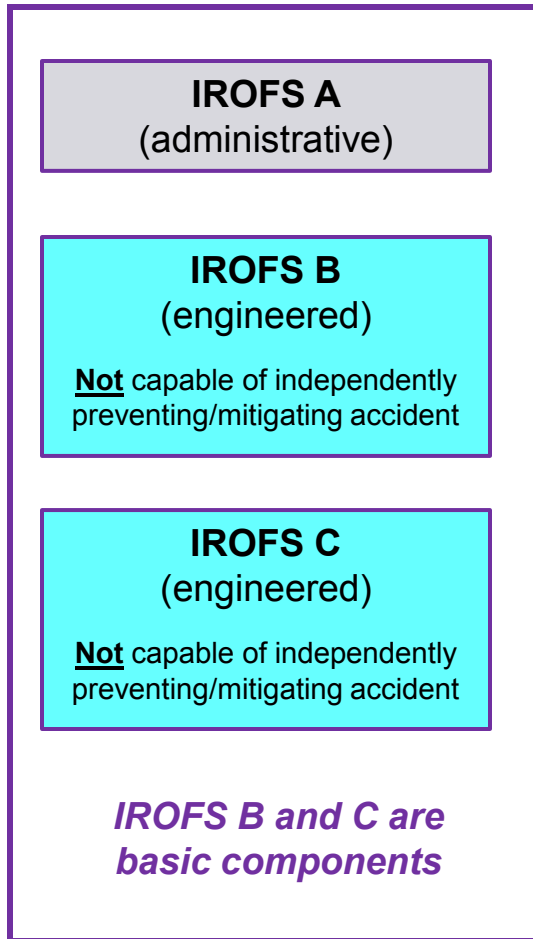 IROFS A
(administrative)
IROFS B
(engineered)
Not capable of independently
preventing/mitigating accident
IROFS C
(engineered)
Not capable of independently
preventing/mitigating accident
IROFS B and C are
basic components